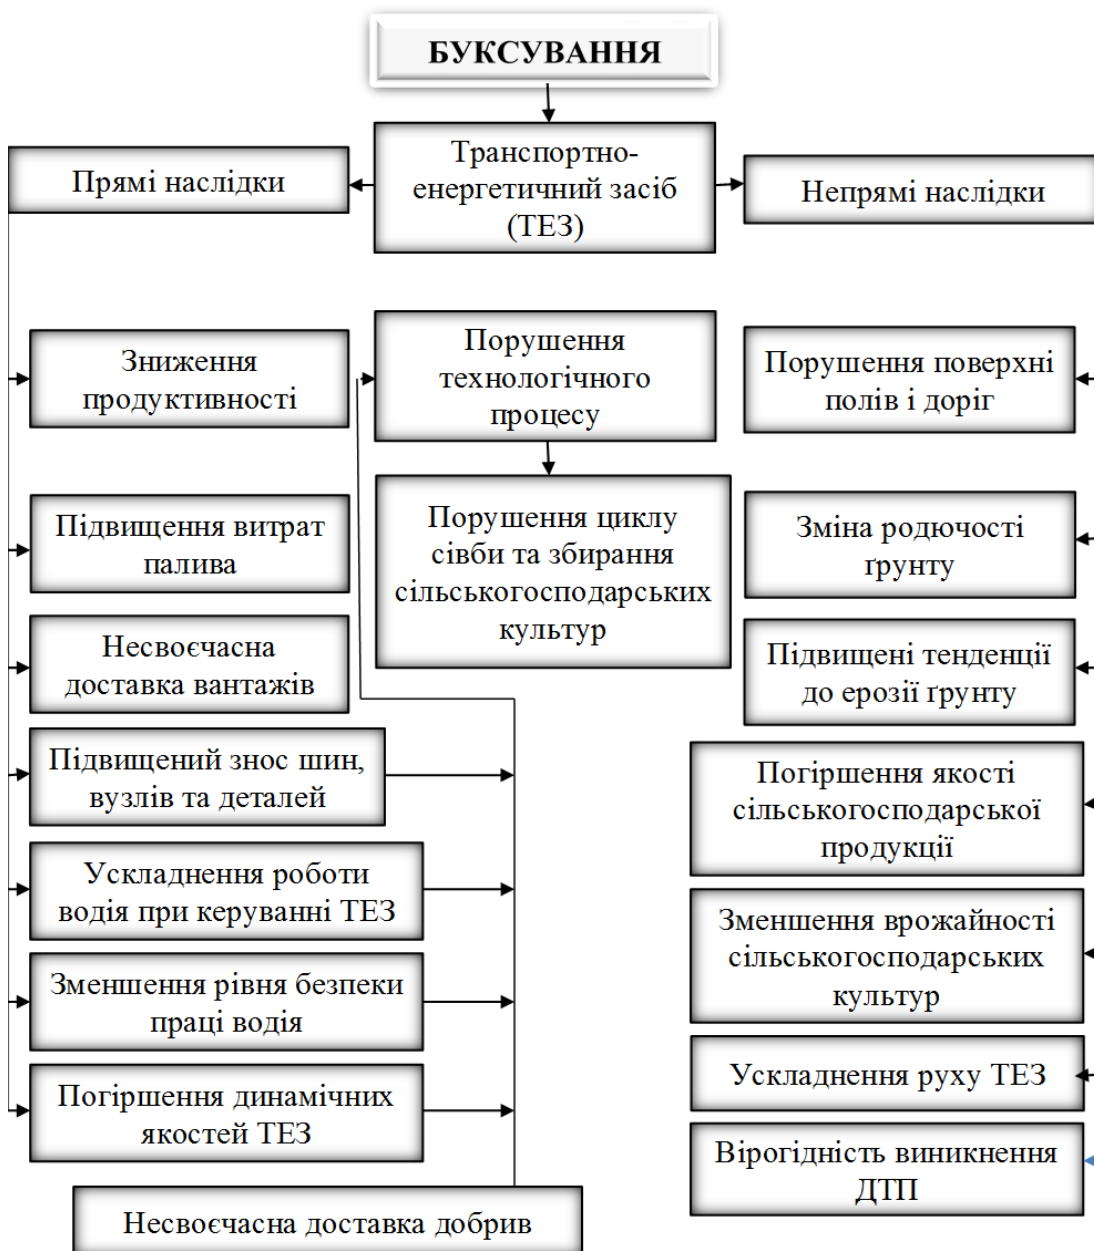 БУКСУВАННЯ
Транспортно-
енергетичний засіб
(ТЕЗ)
Прямі наслідки
Непрямі наслідки
Зниження
продуктивності
Підвищення витрат
палива
Несвоєчасна
доставка вантажів
Підвищений знос шин,
вузлів та деталей
Ускладнення роботи
водія при керуванні ТЕЗ
Зменшення рівня безпеки
праці водія
Погіршення динамічних
якостей ТЕЗ
Несвоєчасна доставка добрив
Порушення
технологічного
процесу
Порушення циклу
сівби та збирання
сільськогосподарських
культур
Порушення поверхні
полів і доріг
Зміна родючості
ґрунту
Підвищені тенденції
до ерозії ґрунту
Погіршення якості
сільськогосподарської
продукції
Зменшення врожайності
сільськогосподарських
культур
Ускладнення руху ТЕЗ
Вірогідність виникнення
ДТП